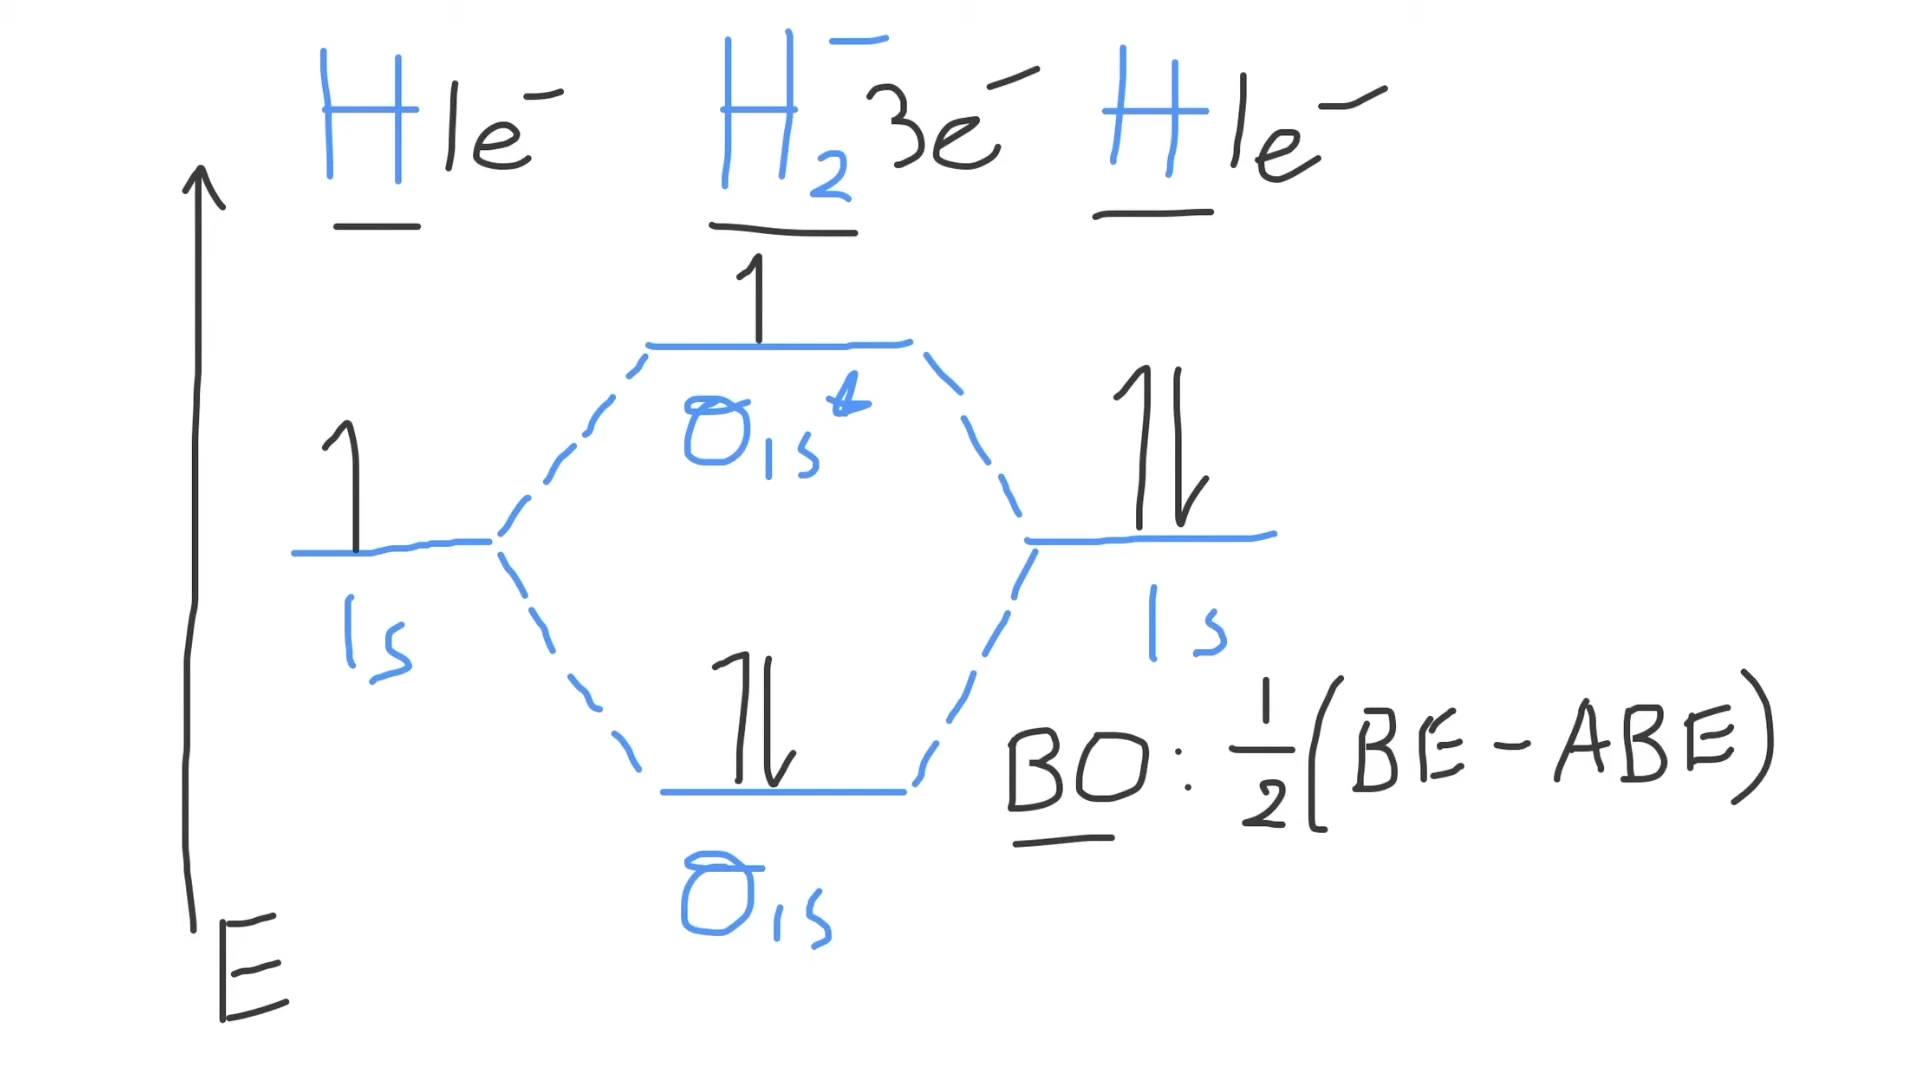 H 1e⁻ H₂⁻ 3e⁻ H 1e⁻
σ₁s*
1s 1s
BO: 1/2 (BE - ABE)
σ₁s
E